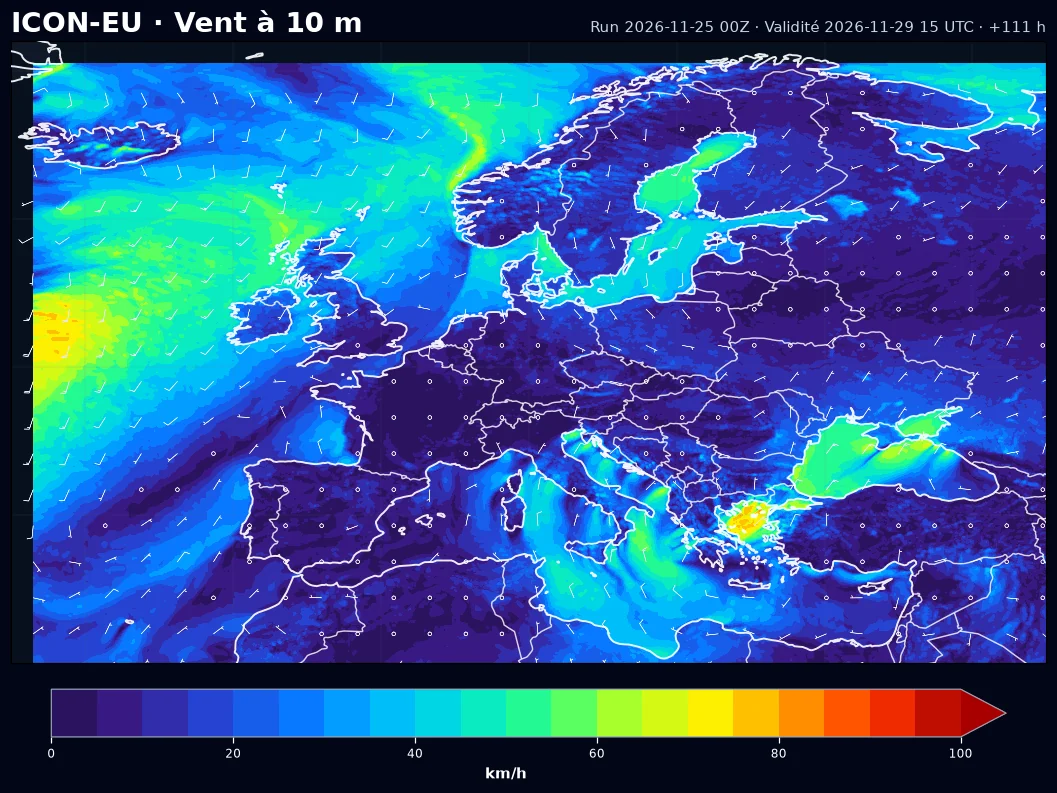 ICON-EU · Vent à 10 m
Run 2026-11-25 00Z · Validité 2026-11-29 15 UTC · +111 h
0 20 40 60 80 100
km/h